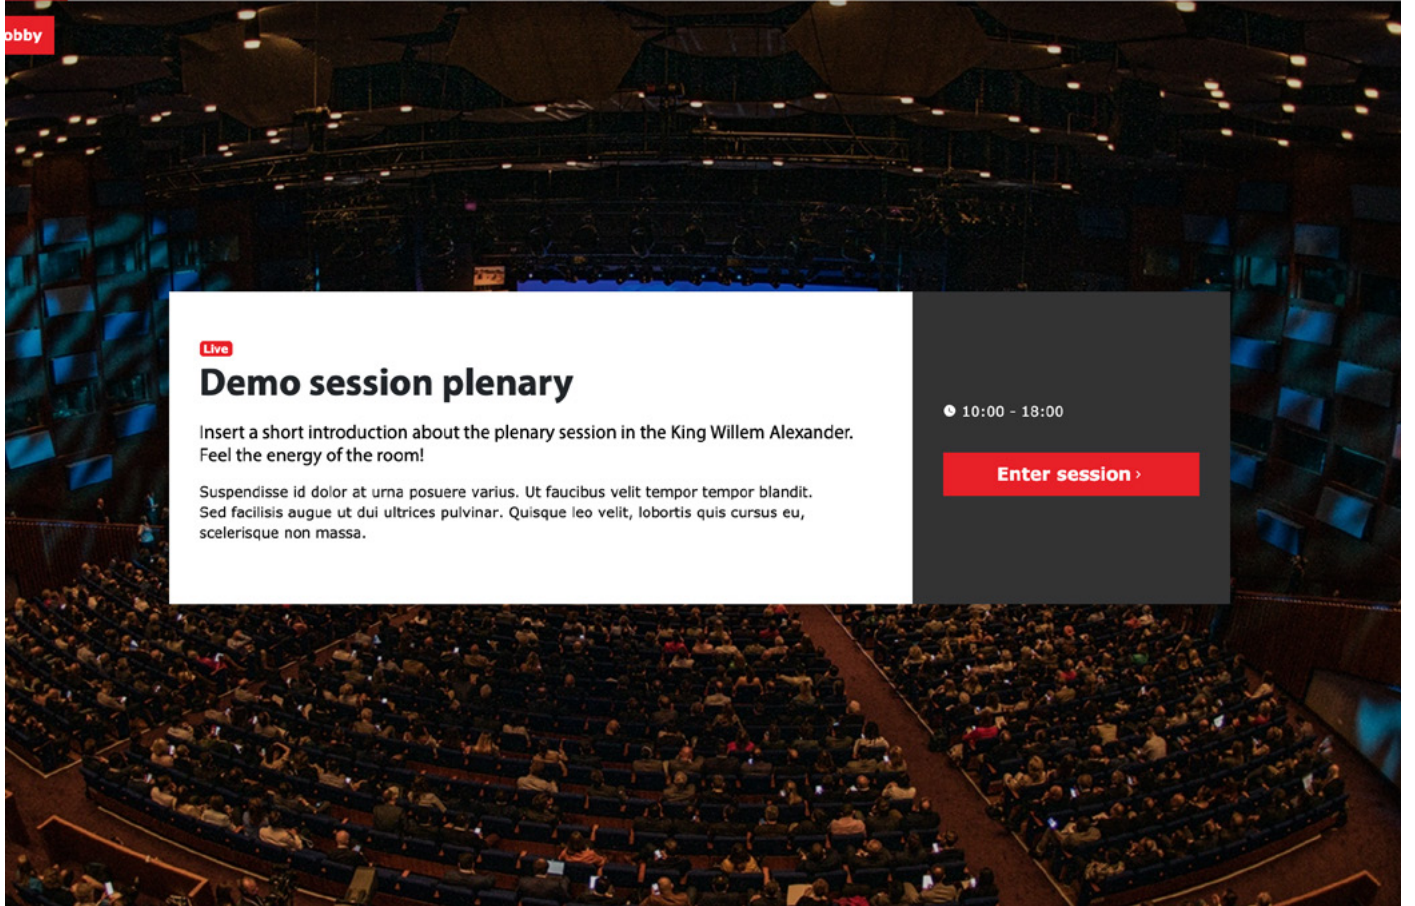 obby
Live
Demo session plenary
Insert a short introduction about the plenary session in the King Willem Alexander.
Feel the energy of the room!
Suspendisse id dolor at urna posuere varius. Ut faucibus velit tempor tempor blandit.
Sed facilisis augue ut dui ultrices pulvinar. Quisque leo velit, lobortis quis cursus eu,
scelerisque non massa.
10:00 - 18:00
Enter session ›